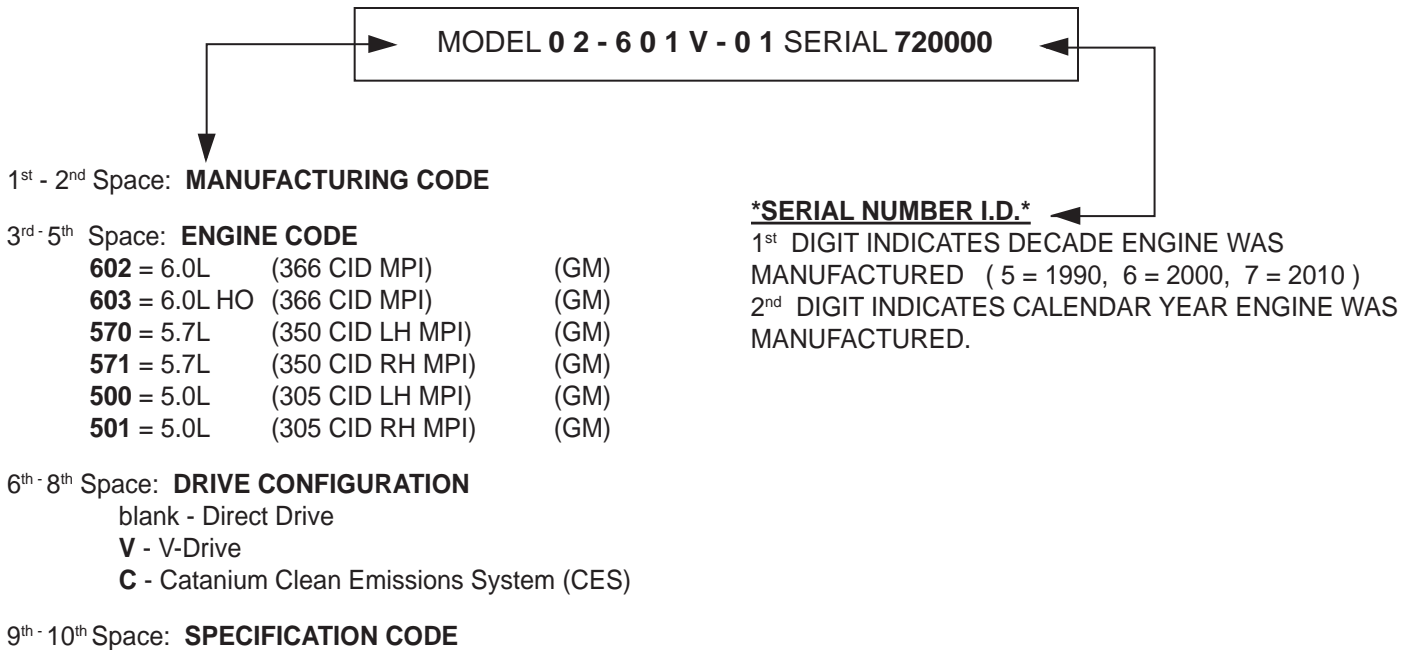 MODEL 0 2 - 6 0 1 V - 0 1 SERIAL 720000
1st - 2nd Space: MANUFACTURING CODE
3rd - 5th Space: ENGINE CODE
602 = 6.0L (366 CID MPI) (GM)
603 = 6.0L HO (366 CID MPI) (GM)
570 = 5.7L (350 CID LH MPI) (GM)
571 = 5.7L (350 CID RH MPI) (GM)
500 = 5.0L (305 CID LH MPI) (GM)
501 = 5.0L (305 CID RH MPI) (GM)
6th - 8th Space: DRIVE CONFIGURATION
blank - Direct Drive
V - V-Drive
C - Catanium Clean Emissions System (CES)
9th - 10th Space: SPECIFICATION CODE
*SERIAL NUMBER I.D.*
1st DIGIT INDICATES DECADE ENGINE WAS
MANUFACTURED ( 5 = 1990, 6 = 2000, 7 = 2010 )
2nd DIGIT INDICATES CALENDAR YEAR ENGINE WAS
MANUFACTURED.